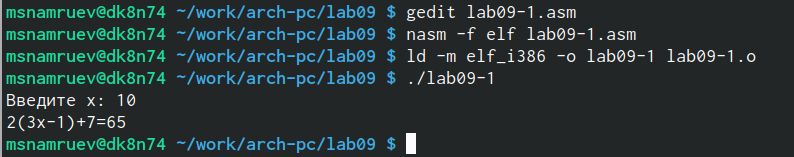 msnamruev@dk8n74 ~/work/arch-pc/lab09 $ gedit lab09-1.asm
msnamruev@dk8n74 ~/work/arch-pc/lab09 $ nasm -f elf lab09-1.asm
msnamruev@dk8n74 ~/work/arch-pc/lab09 $ ld -m elf_i386 -o lab09-1 lab09-1.o
msnamruev@dk8n74 ~/work/arch-pc/lab09 $ ./lab09-1
Введите x: 10
2(3x-1)+7=65
msnamruev@dk8n74 ~/work/arch-pc/lab09 $